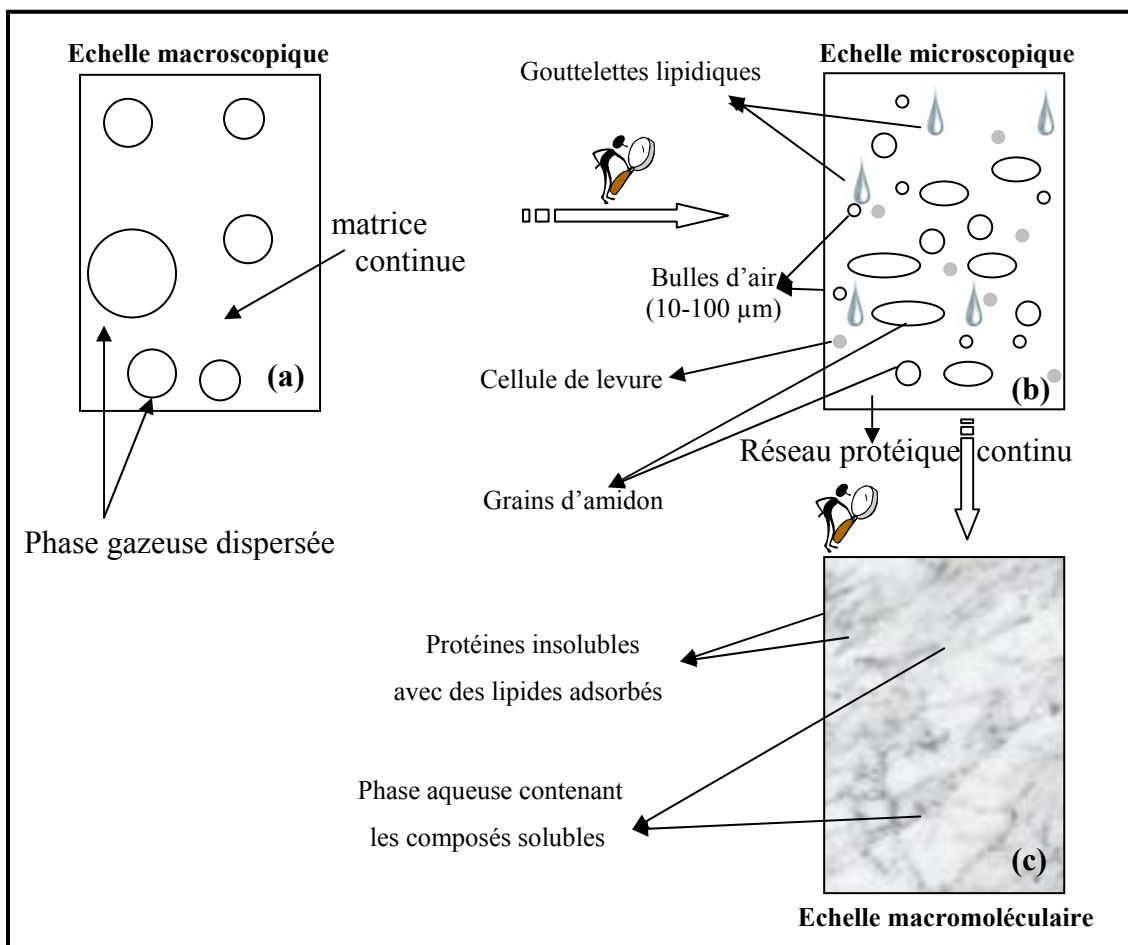 Echelle macroscopique
matrice
continue
(a)
Phase gazeuse dispersée
Echelle microscopique
Gouttelettes lipidiques
Bulles d’air
(10-100 µm)
Cellule de levure
(b)
Réseau protéique continu
Grains d’amidon
Protéines insolubles
avec des lipides adsorbés
Phase aqueuse contenant
les composés solubles
(c)
Echelle macromoléculaire